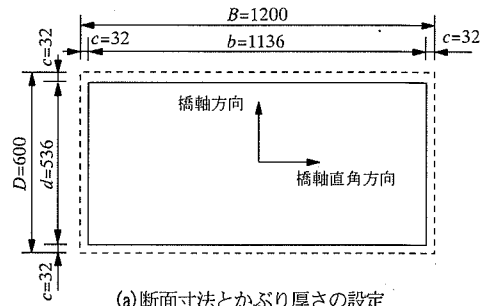 B=1200
c=32
b=1136
c=32
c=32
橋軸方向
D=600
d=536
橋軸直角方向
c=32
(a)断面寸法とかぶり厚さの設定